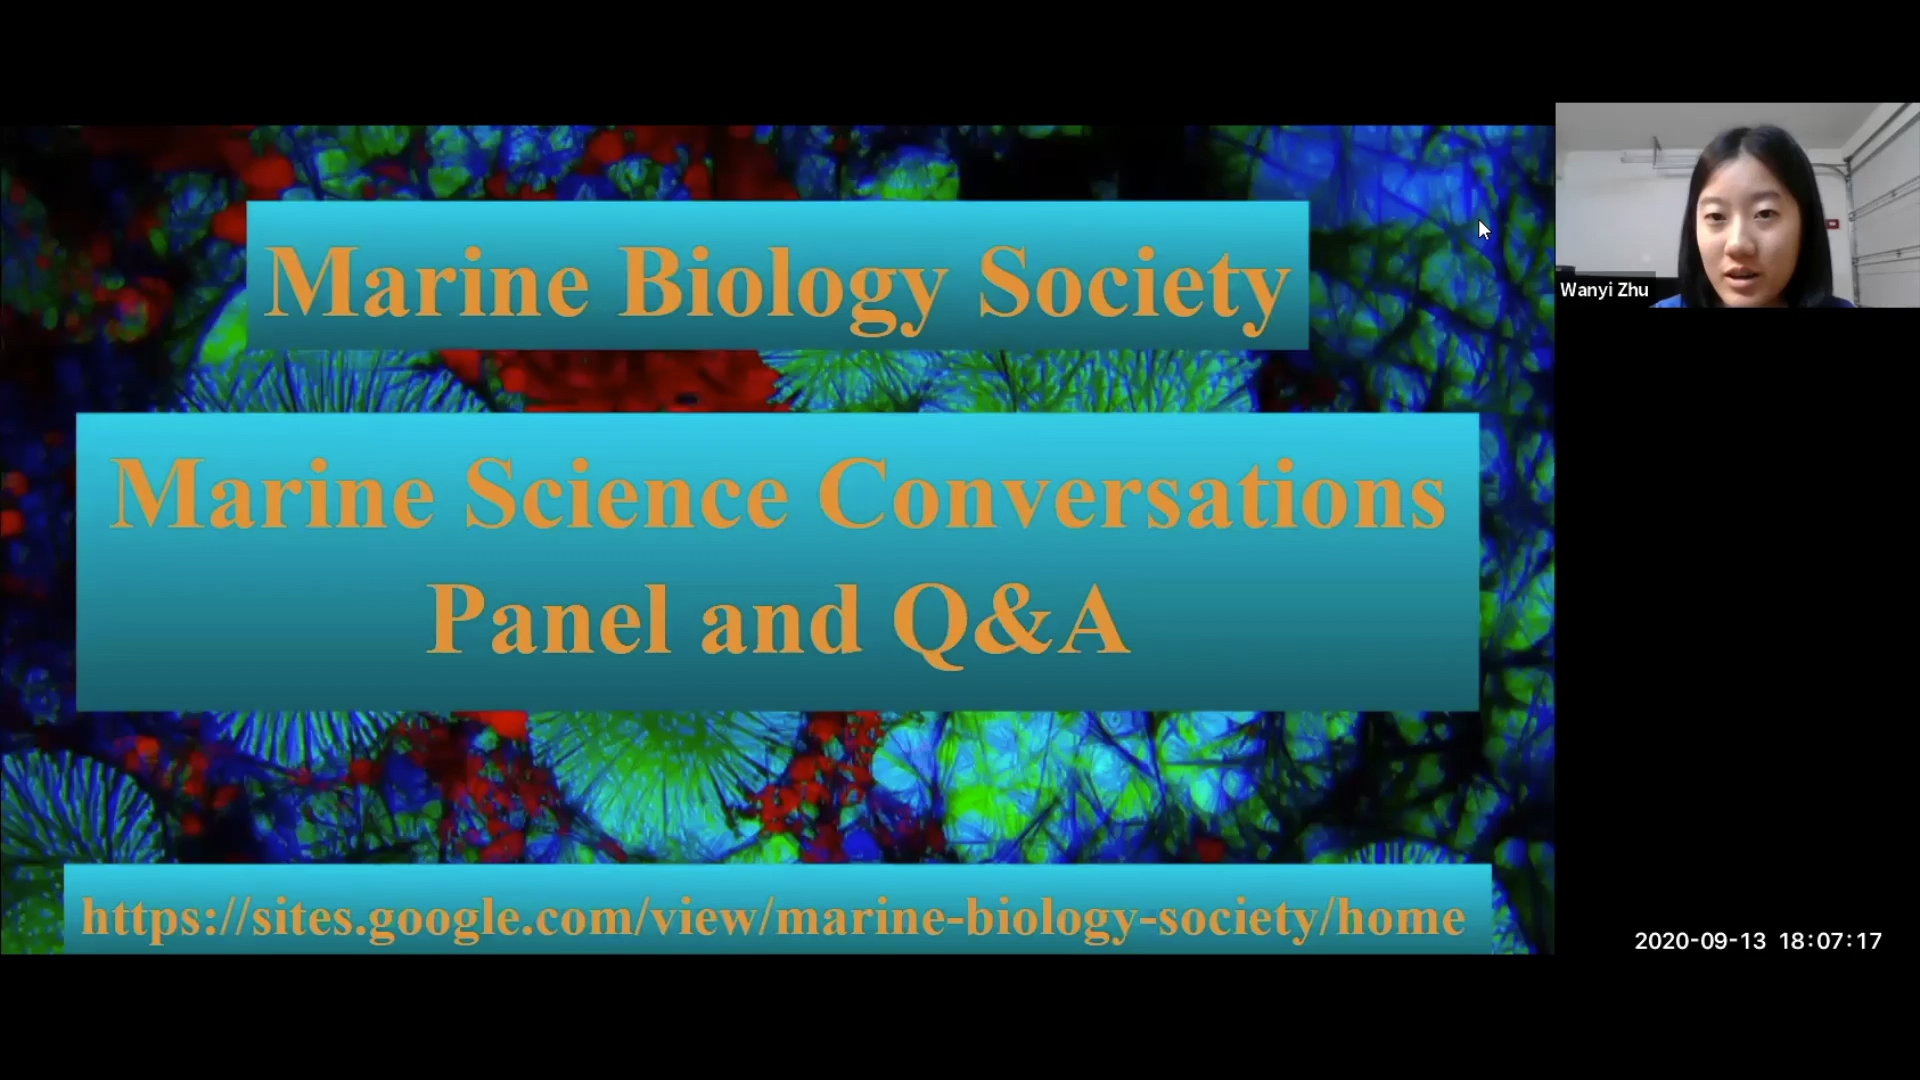 Marine Biology Society
Marine Science Conversations
Panel and Q&A
https://sites.google.com/view/marine-biology-society/home
Wanyi Zhu
2020-09-13 18:07:17